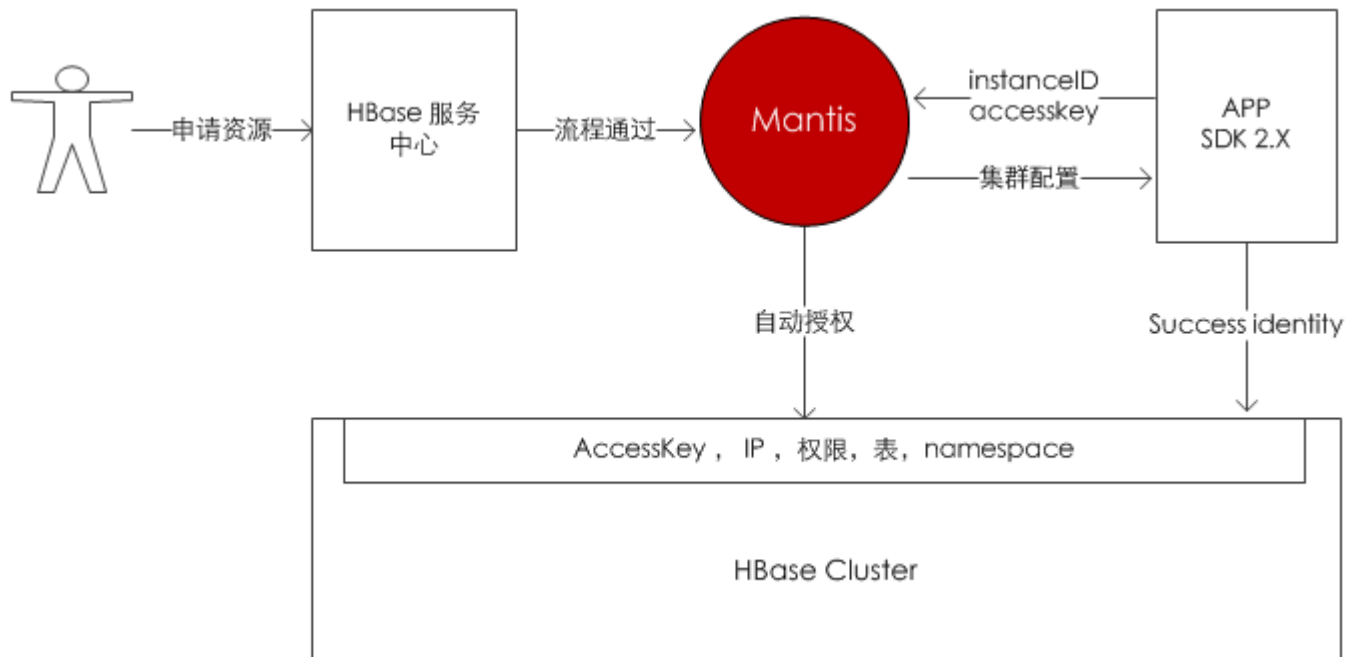 申请资源
HBase 服务
中心
流程通过
Mantis
instanceID
accesskey
集群配置
APP
SDK 2.X
自动授权
Success identity
AccessKey ， IP ，权限，表，namespace
HBase Cluster